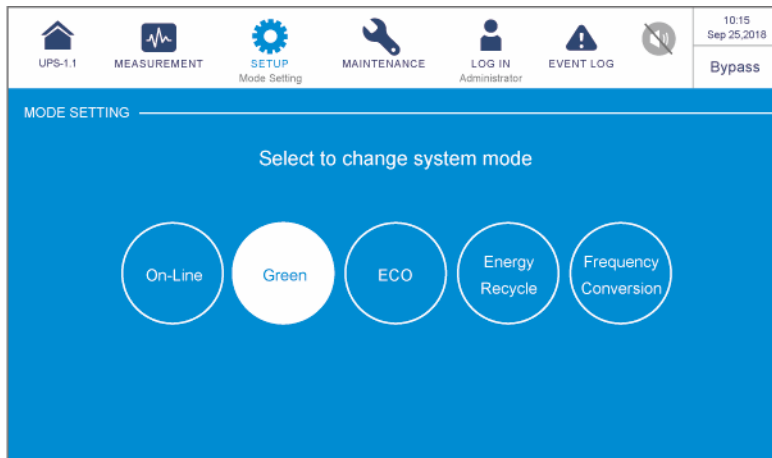 UPS-1.1
MEASUREMENT
SETUP
Mode Setting
MAINTENANCE
LOG IN
Administrator
EVENT LOG
10:15
Sep 25,2018
Bypass
MODE SETTING
Select to change system mode
On-Line
Green
ECO
Energy
Recycle
Frequency
Conversion